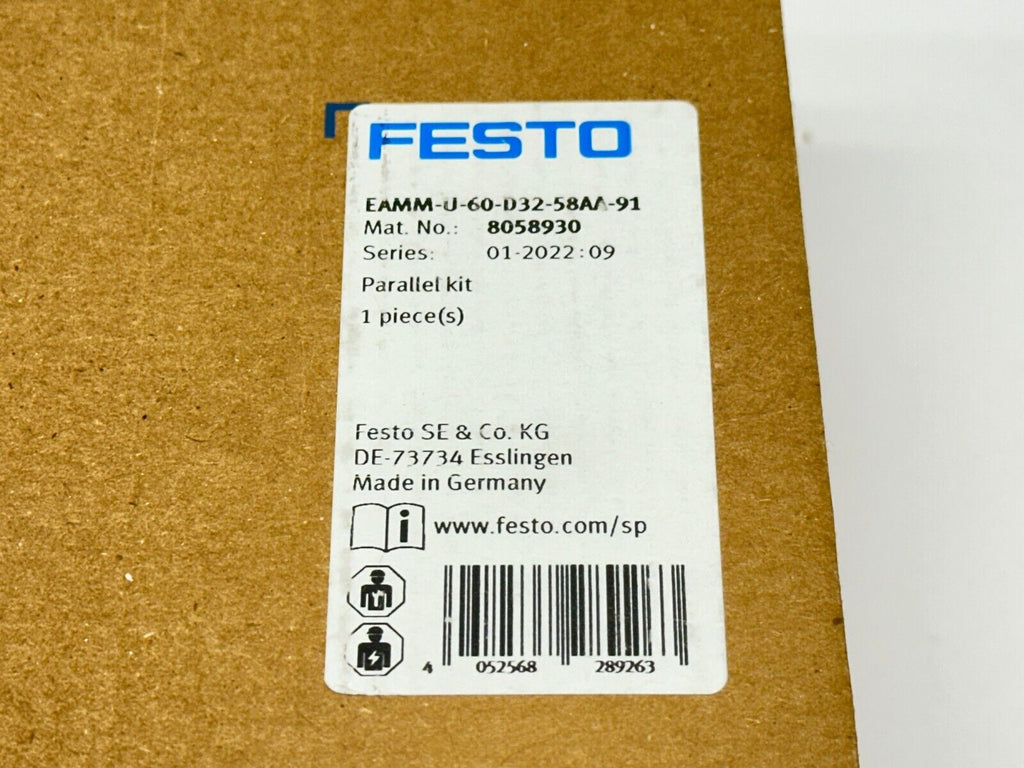 FESTO
EAMM-U-60-D32-58AA-91
Mat. No.: 8058930
Series: 01-2022:09
Parallel kit
1 piece(s)
Festo SE & Co. KG
DE-73734 Esslingen
Made in Germany
i www.festo.com/sp
4 052568 289263